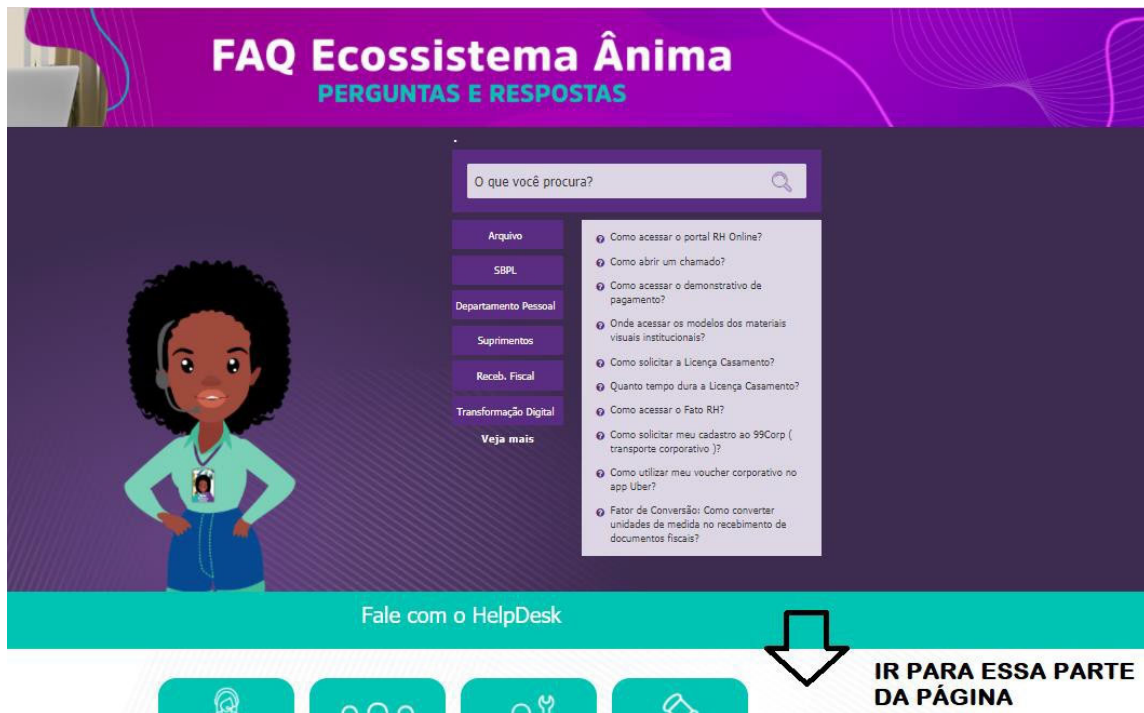 FAQ Ecossistema Ânima
PERGUNTAS E RESPOSTAS
O que você procura?
Arquivo
SBPL
Departamento Pessoal
Suprimentos
Receb. Fiscal
Transformação Digital
Veja mais
Como acessar o portal RH Online?
Como abrir um chamado?
Como acessar o demonstrativo de
pagamento?
Onde acessar os modelos dos materiais
visuais institucionais?
Como solicitar a Licença Casamento?
Quanto tempo dura a Licença Casamento?
Como acessar o Fato RH?
Como solicitar meu cadastro ao 99Corp (
transporte corporativo )?
Como utilizar meu voucher corporativo no
app Uber?
Fator de Conversão: Como converter
unidades de medida no recebimento de
documentos fiscais?
Fale com o HelpDesk
IR PARA ESSA PARTE
DA PÁGINA